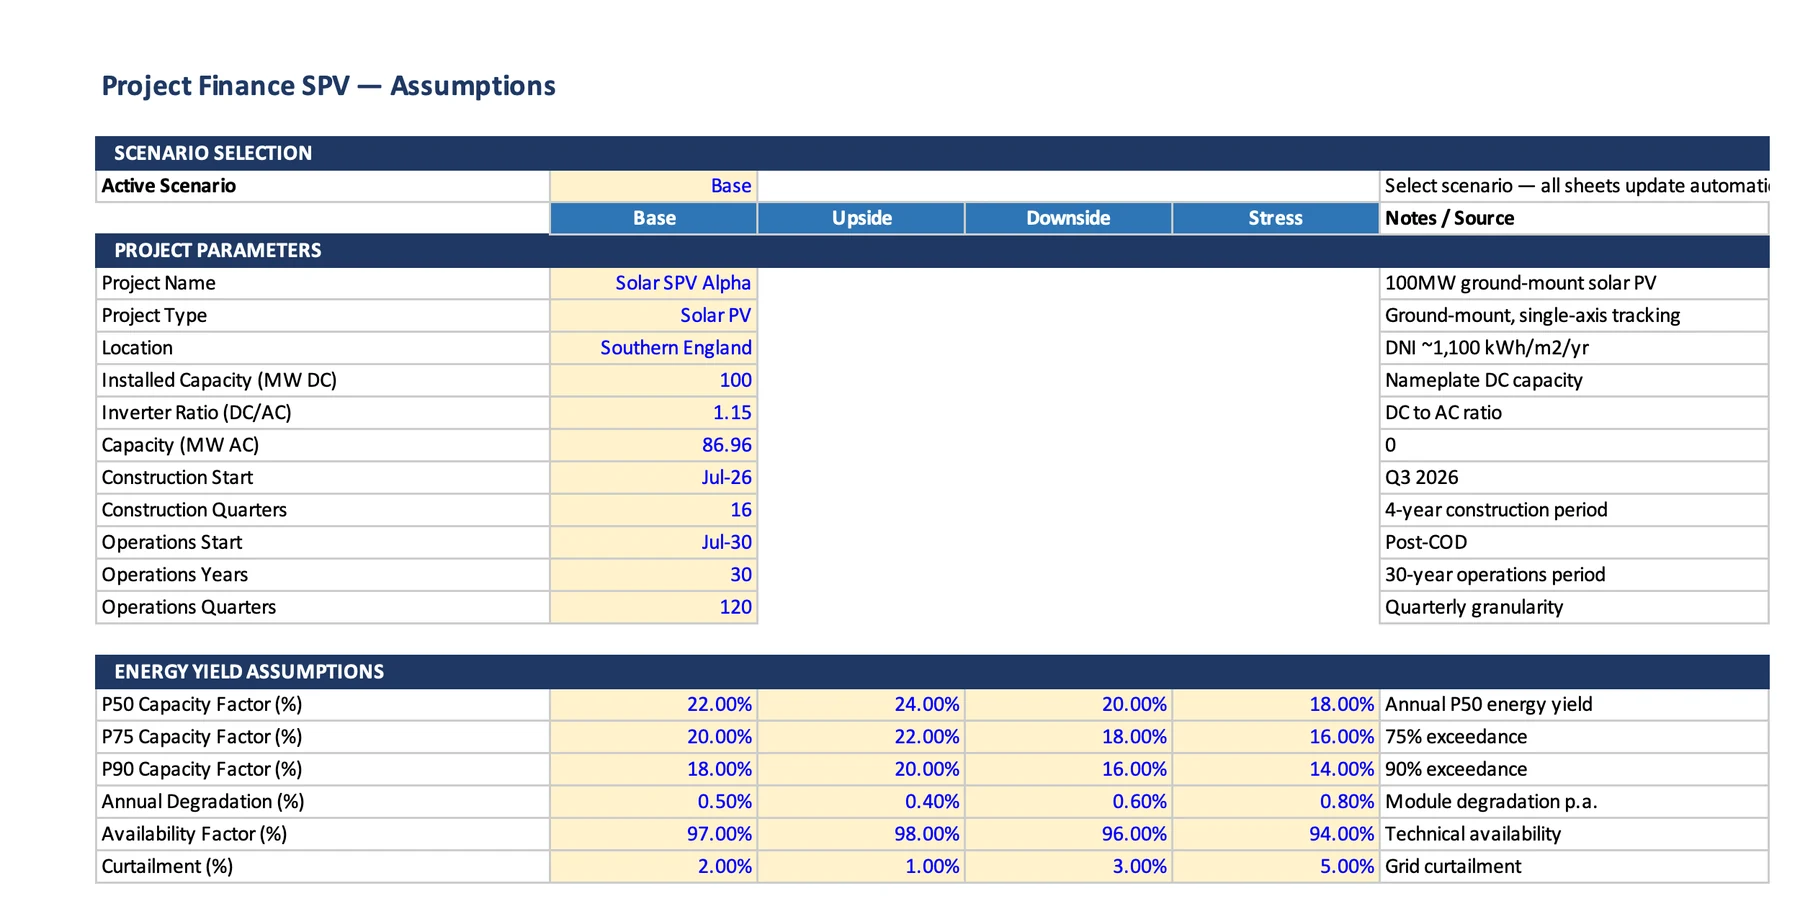 Project Finance SPV — Assumptions
SCENARIO SELECTION
Active Scenario Base Select scenario — all sheets update automati
Base Upside Downside Stress Notes / Source
PROJECT PARAMETERS
Project Name Solar SPV Alpha 100MW ground-mount solar PV
Project Type Solar PV Ground-mount, single-axis tracking
Location Southern England DNI ~1,100 kWh/m2/yr
Installed Capacity (MW DC) 100 Nameplate DC capacity
Inverter Ratio (DC/AC) 1.15 DC to AC ratio
Capacity (MW AC) 86.96 0
Construction Start Jul-26 Q3 2026
Construction Quarters 16 4-year construction period
Operations Start Jul-30 Post-COD
Operations Years 30 30-year operations period
Operations Quarters 120 Quarterly granularity
ENERGY YIELD ASSUMPTIONS
P50 Capacity Factor (%) 22.00% 24.00% 20.00% 18.00% Annual P50 energy yield
P75 Capacity Factor (%) 20.00% 22.00% 18.00% 16.00% 75% exceedance
P90 Capacity Factor (%) 18.00% 20.00% 16.00% 14.00% 90% exceedance
Annual Degradation (%) 0.50% 0.40% 0.60% 0.80% Module degradation p.a.
Availability Factor (%) 97.00% 98.00% 96.00% 94.00% Technical availability
Curtailment (%) 2.00% 1.00% 3.00% 5.00% Grid curtailment